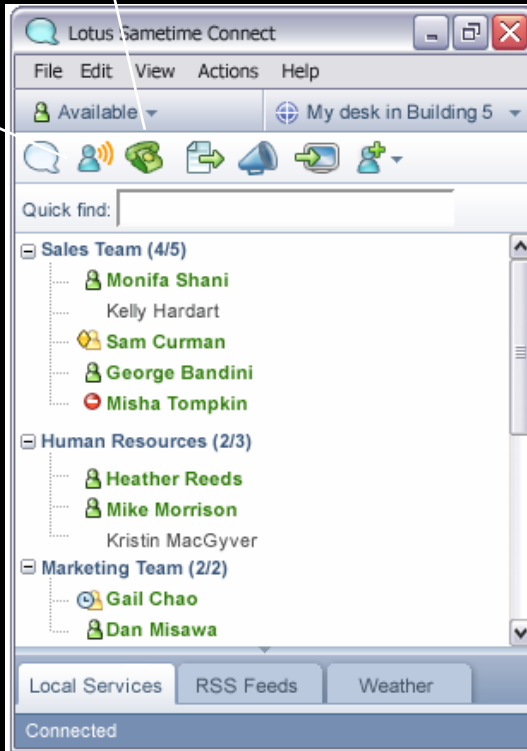 Lotus Sametime Connect
File Edit View Actions Help
Available My desk in Building 5
Quick find:
Sales Team (4/5)
Monifa Shani
Kelly Hardart
Sam Curman
George Bandini
Misha Tompkin
Human Resources (2/3)
Heather Reeds
Mike Morrison
Kristin MacGyver
Marketing Team (2/2)
Gail Chao
Dan Misawa
Local Services RSS Feeds Weather
Connected